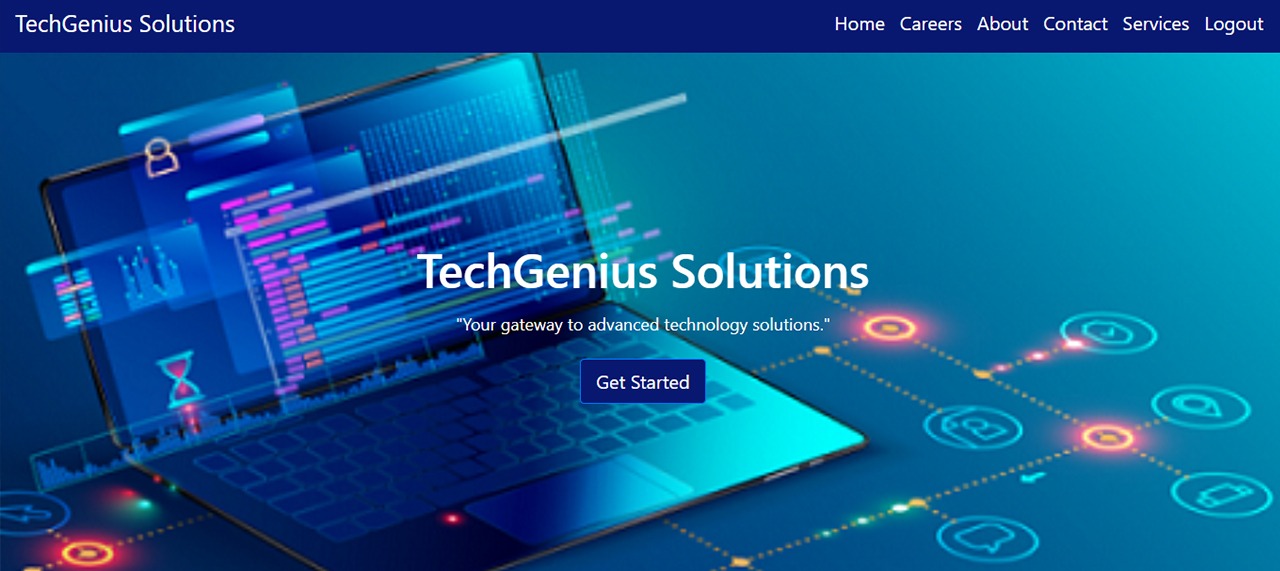 TechGenius Solutions
Home Careers About Contact Services Logout
TechGenius Solutions
"Your gateway to advanced technology solutions."
Get Started